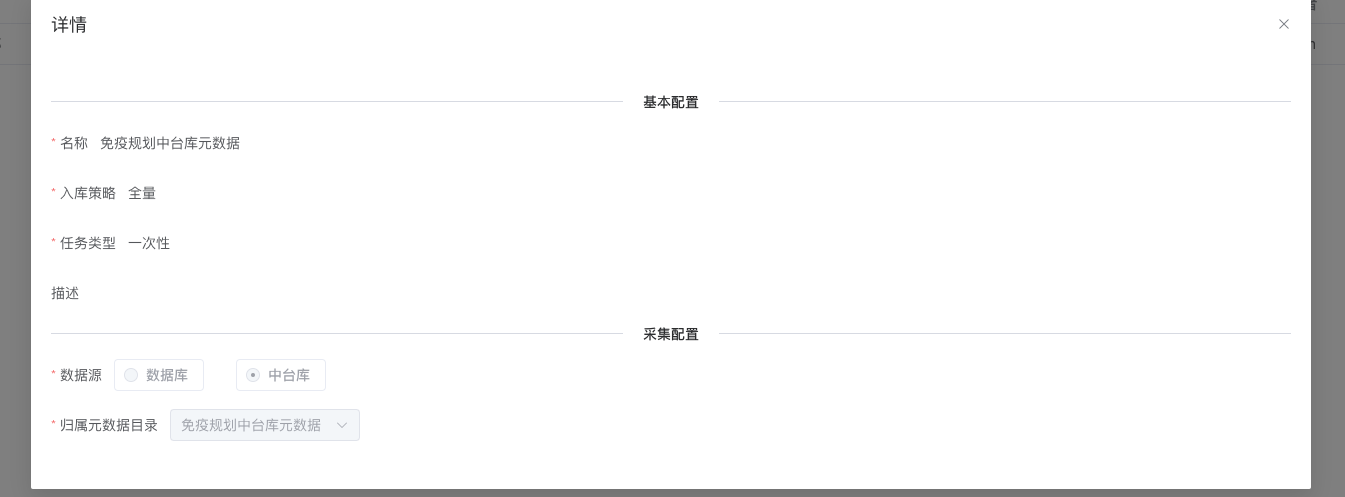 详情
基本配置
* 名称 免疫规划中台库元数据
* 入库策略 全量
* 任务类型 一次性
描述
采集配置
* 数据源 数据库 中台库
* 归属元数据目录 免疫规划中台库元数据